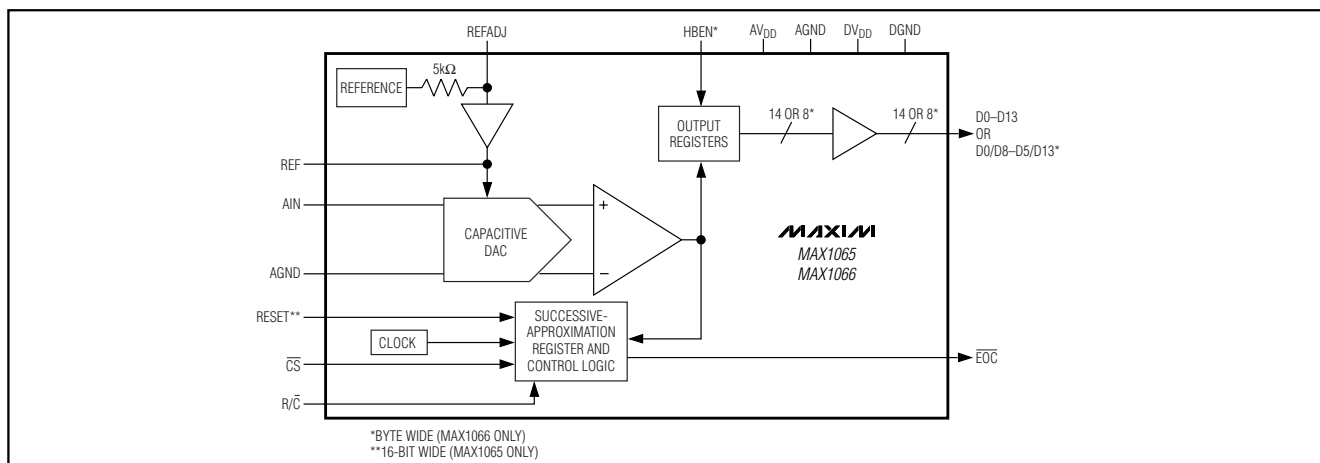 REFADJ
HBEN*
AVDD
AGND
DVDD
DGND
5kΩ
REFERENCE
OUTPUT
REGISTERS
14 OR 8*
14 OR 8*
D0–D13
OR
D0/D8–D5/D13*
REF
AIN
CAPACITIVE
DAC
+
−
MAXIM
MAX1065
MAX1066
AGND
RESET**
CLOCK
SUCCESSIVE-
APPROXIMATION
REGISTER AND
CONTROL LOGIC
C̅S̅
E̅O̅C̅
R/C̅
*BYTE WIDE (MAX1066 ONLY)
**16-BIT WIDE (MAX1065 ONLY)